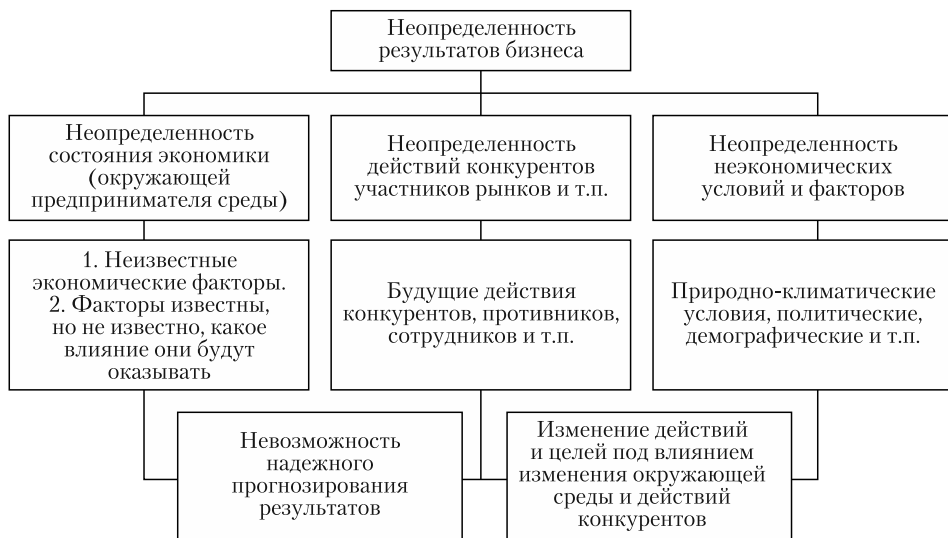 Неопределенность
результатов бизнеса
Неопределенность
состояния экономики
(окружающей
предпринимателя среды)
Неопределенность
действий конкурентов
участников рынков и т.п.
Неопределенность
неэкономических
условий и факторов
1. Неизвестные
экономические факторы.
2. Факторы известны,
но не известно, какое
влияние они будут
оказывать
Будущие действия
конкурентов, противников,
сотрудников и т.п.
Природно-климатические
условия, политические,
демографические и т.п.
Невозможность
надежного
прогнозирования
результатов
Изменение действий
и целей под влиянием
изменения окружающей
среды и действий
конкурентов